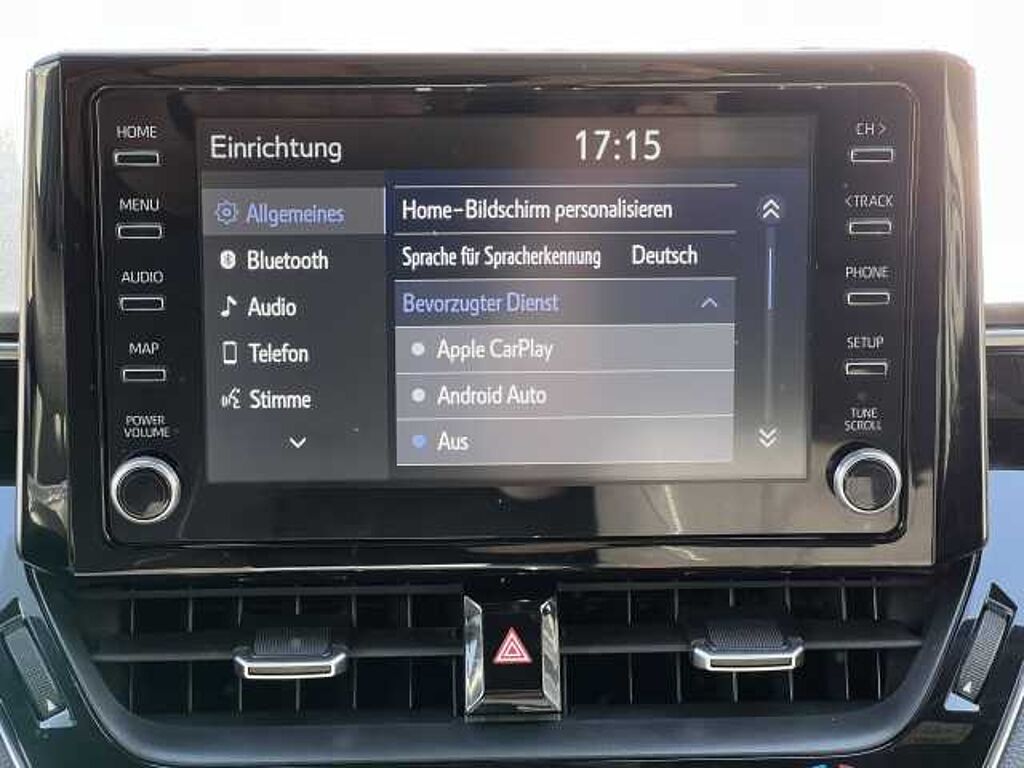 HOME
MENU
AUDIO
MAP
POWER
VOLUME
Einrichtung 17:15
Allgemeines
Bluetooth
Audio
Telefon
Stimme
Home-Bildschirm personalisieren
Sprache für Spracherkennung Deutsch
Bevorzugter Dienst
Apple CarPlay
Android Auto
Aus
CH >
< TRACK
PHONE
SETUP
TUNE
SCROLL